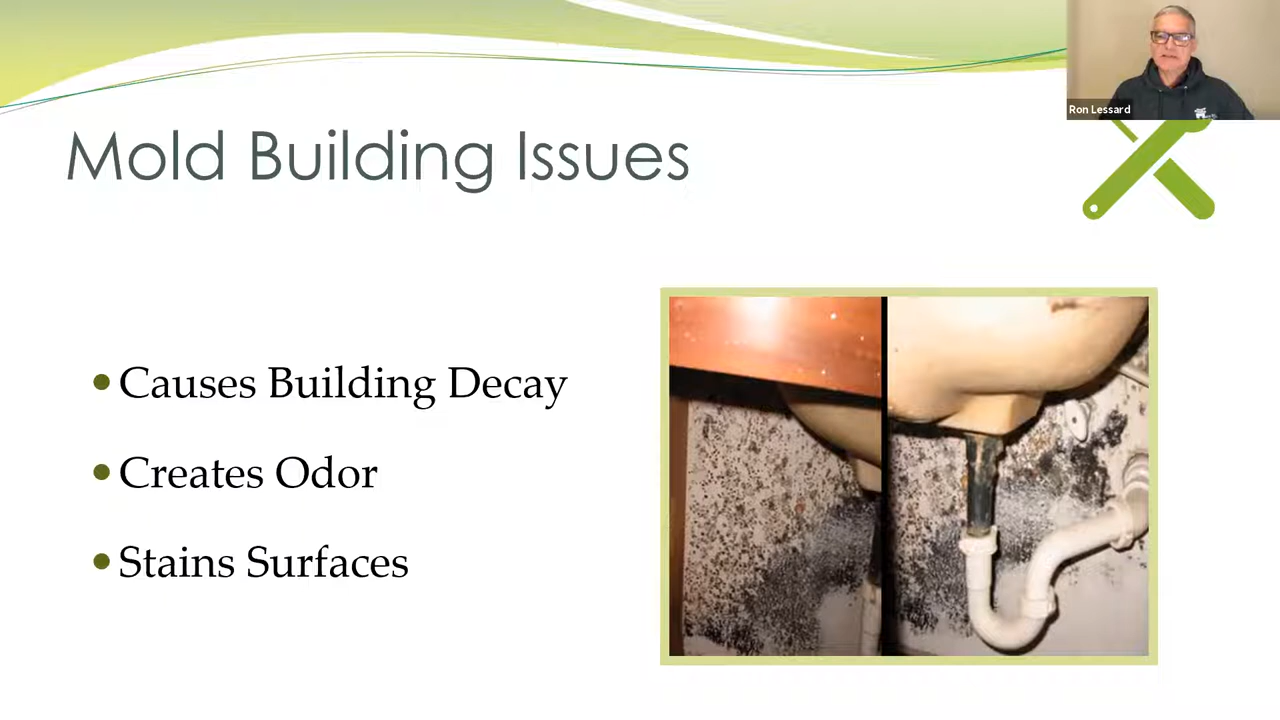 Ron Lessard
Mold Building Issues
Causes Building Decay
Creates Odor
Stains Surfaces